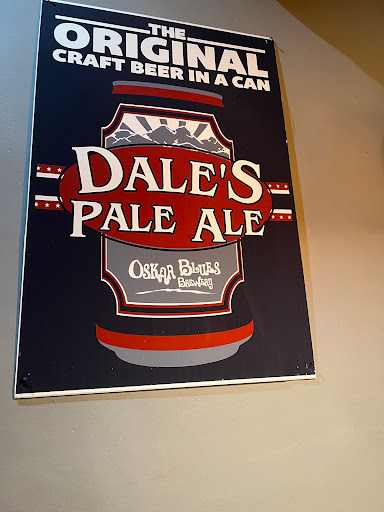 THE
ORIGINAL
CRAFT BEER IN A CAN
DALE'S
PALE ALE
OSKAR BLUES
BREWERY